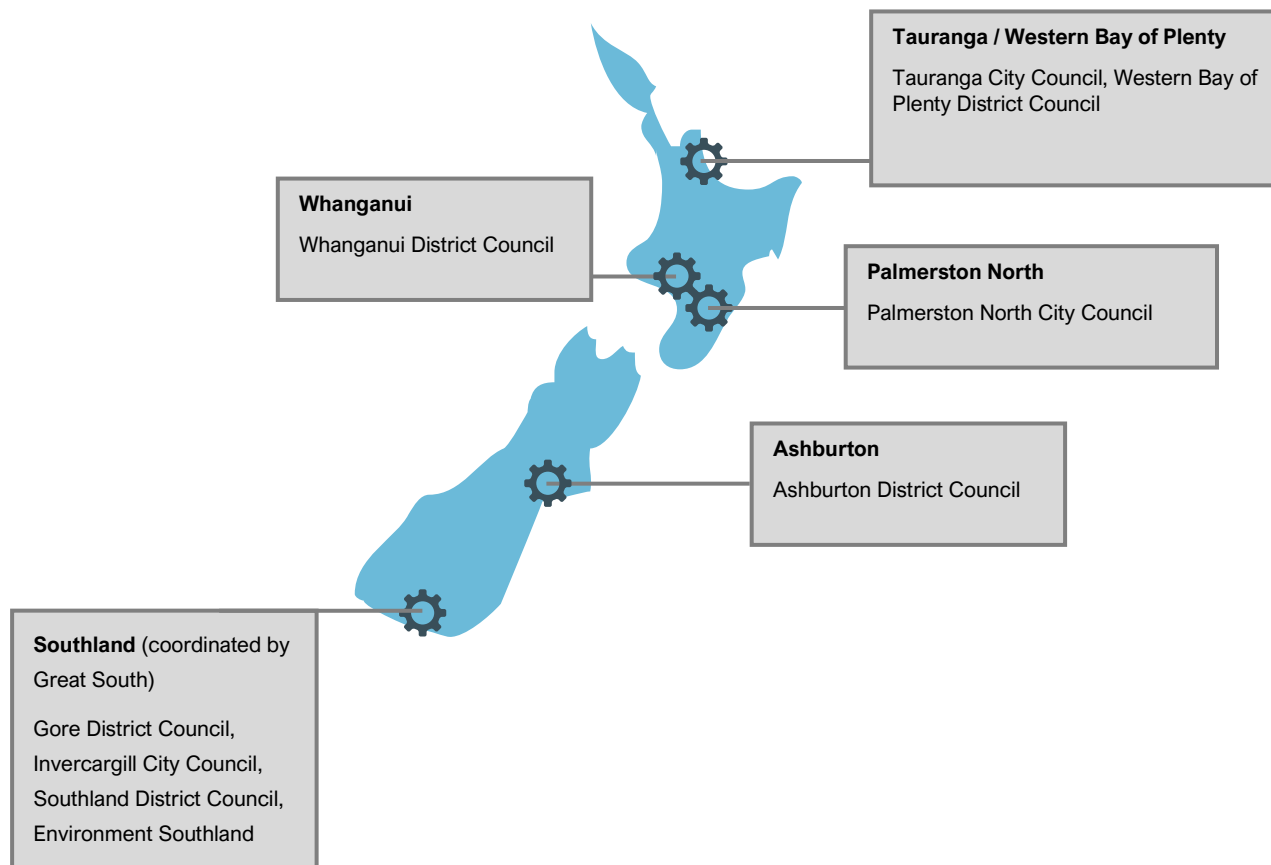 Tauranga / Western Bay of Plenty
Tauranga City Council, Western Bay of
Plenty District Council
Whanganui
Whanganui District Council
Palmerston North
Palmerston North City Council
Ashburton
Ashburton District Council
Southland (coordinated by
Great South)
Gore District Council,
Invercargill City Council,
Southland District Council,
Environment Southland